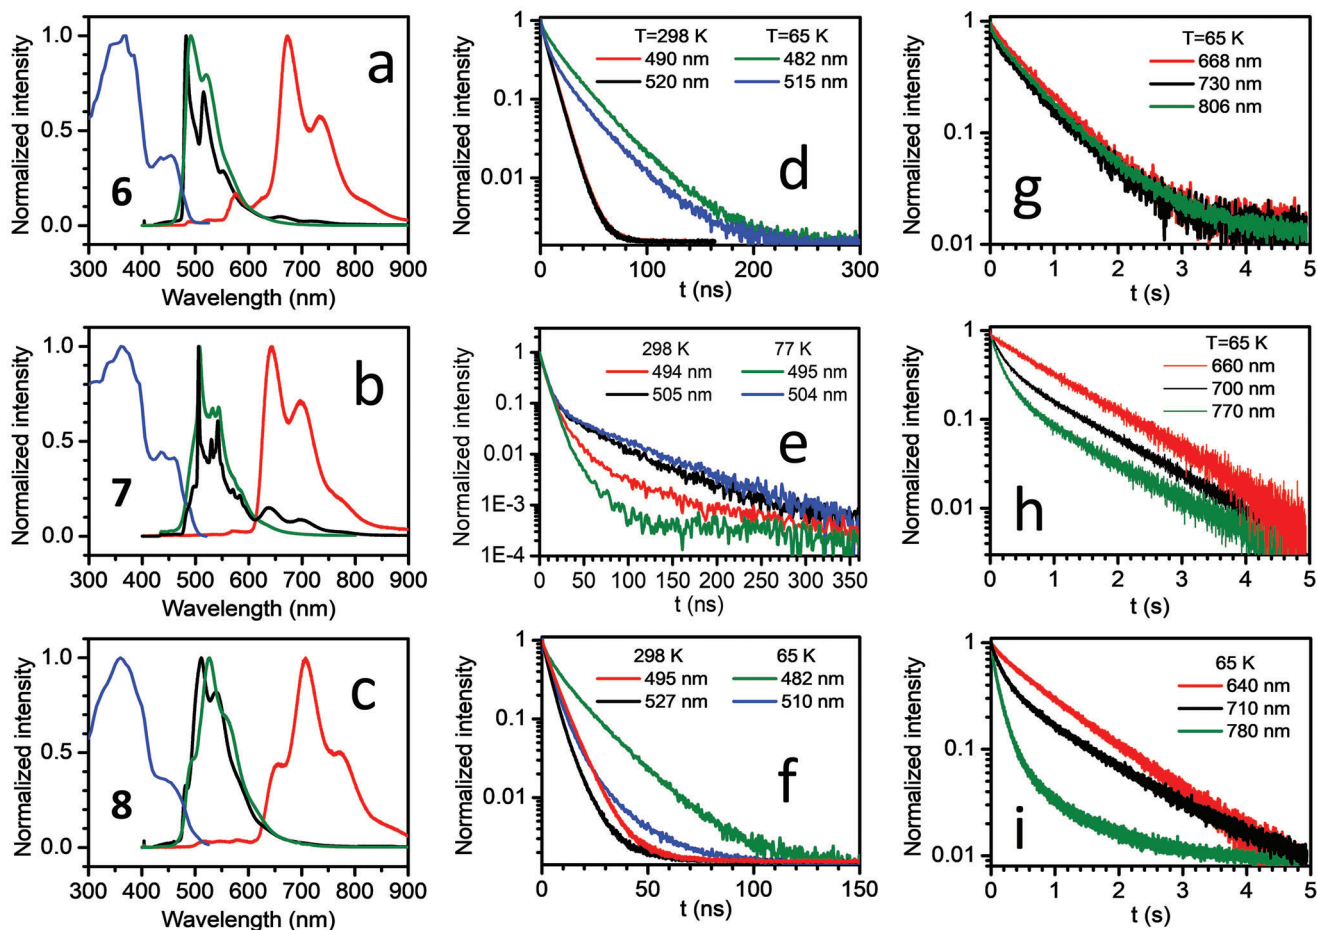 Normalized intensity
1.0
0.5
0.0
300 400 500 600 700 800 900
Wavelength (nm)
a
6
Normalized intensity
1
0.1
0.01
0 100 200 300
t (ns)
T=298 K T=65 K
490 nm 482 nm
520 nm 515 nm
d
Normalized intensity
1
0.1
0.01
0 1 2 3 4 5
t (s)
T=65 K
668 nm
730 nm
806 nm
g
Normalized intensity
1.0
0.5
0.0
300 400 500 600 700 800 900
Wavelength (nm)
b
7
Normalized intensity
1
0.1
0.01
1E-3
1E-4
0 50 100 150 200 250 300 350
t (ns)
298 K 77 K
494 nm 495 nm
505 nm 504 nm
e
Normalized intensity
1
0.1
0.01
0 1 2 3 4 5
t (s)
T=65 K
660 nm
700 nm
770 nm
h
Normalized intensity
1.0
0.5
0.0
300 400 500 600 700 800 900
Wavelength (nm)
c
8
Normalized intensity
1
0.1
0.01
0 50 100 150
t (ns)
298 K 65 K
495 nm 482 nm
527 nm 510 nm
f
Normalized intensity
1
0.1
0.01
0 1 2 3 4 5
t (s)
65 K
640 nm
710 nm
780 nm
i